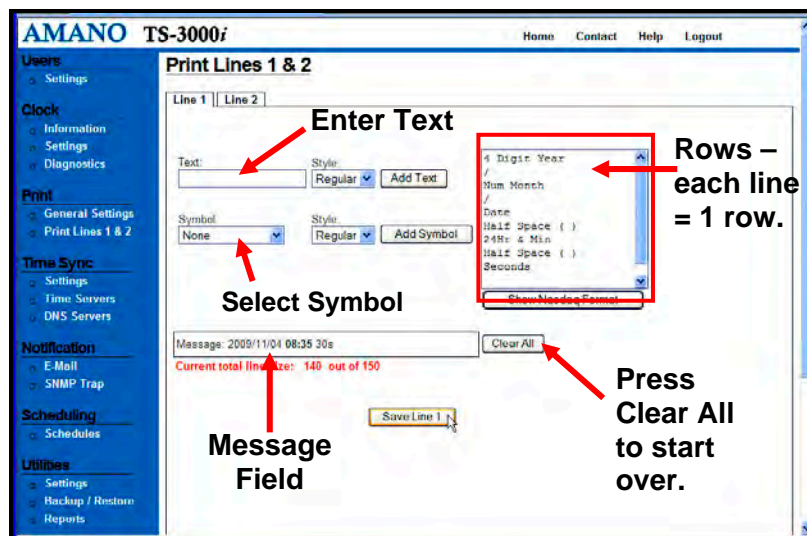 AMANO TS-3000i
Home Contact Help Logout
Users
Settings
Clock
Information
Settings
Diagnostics
Print
General Settings
Print Lines 1 & 2
Time Sync
Settings
Time Servers
DNS Servers
Notification
E-Mail
SNMP Trap
Scheduling
Schedules
Utilities
Settings
Backup / Restore
Reports
Print Lines 1 & 2
Line 1 Line 2
Enter Text
Text:
Style
Regular
Add Text
Symbol
None
Style
Regular
Add Symbol
Select Symbol
4 Digit Year
/
Num Month
/
Date
Half Space ( )
24Hr & Min
Half Space ( )
Seconds
Show Nasdaq Format
Rows –
each line
= 1 row.
Message: 2009/11/04 08:35 30s
Clear All
Current total line size: 140 out of 150
Save Line 1
Message
Field
Press
Clear All
to start
over.